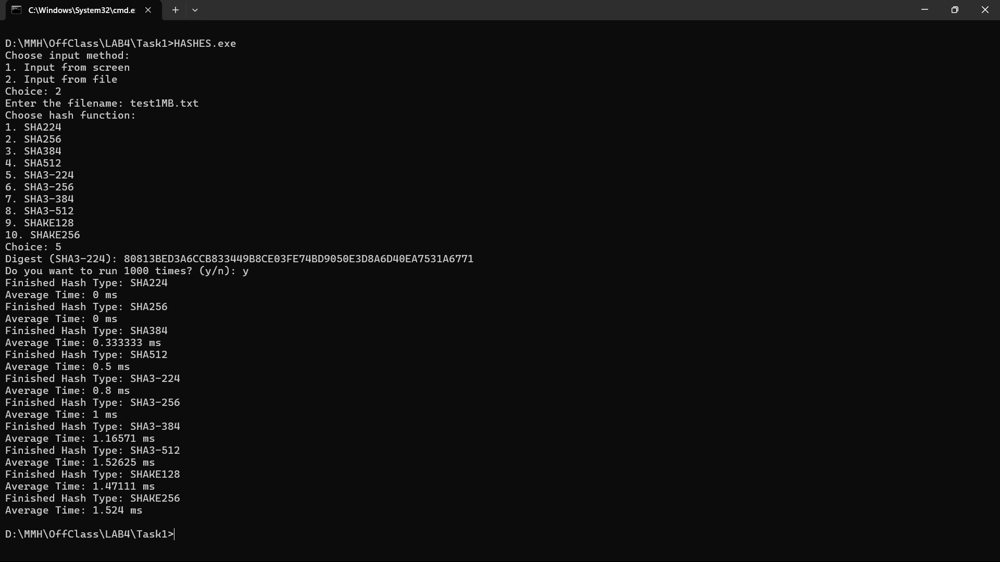 C:\Windows\System32\cmd.e
D:\MMH\OffClass\LAB4\Task1>HASHES.exe
Choose input method:
1. Input from screen
2. Input from file
Choice: 2
Enter the filename: test1MB.txt
Choose hash function:
1. SHA224
2. SHA256
3. SHA384
4. SHA512
5. SHA3-224
6. SHA3-256
7. SHA3-384
8. SHA3-512
9. SHAKE128
10. SHAKE256
Choice: 5
Digest (SHA3-224): 80813BED3A6CCB833449B8CE03FE74BD9050E3D8A6D40EA7531A6771
Do you want to run 1000 times? (y/n): y
Finished Hash Type: SHA224
Average Time: 0 ms
Finished Hash Type: SHA256
Average Time: 0 ms
Finished Hash Type: SHA384
Average Time: 0.333333 ms
Finished Hash Type: SHA512
Average Time: 0.5 ms
Finished Hash Type: SHA3-224
Average Time: 0.8 ms
Finished Hash Type: SHA3-256
Average Time: 1 ms
Finished Hash Type: SHA3-384
Average Time: 1.16571 ms
Finished Hash Type: SHA3-512
Average Time: 1.52625 ms
Finished Hash Type: SHAKE128
Average Time: 1.47111 ms
Finished Hash Type: SHAKE256
Average Time: 1.524 ms
D:\MMH\OffClass\LAB4\Task1>